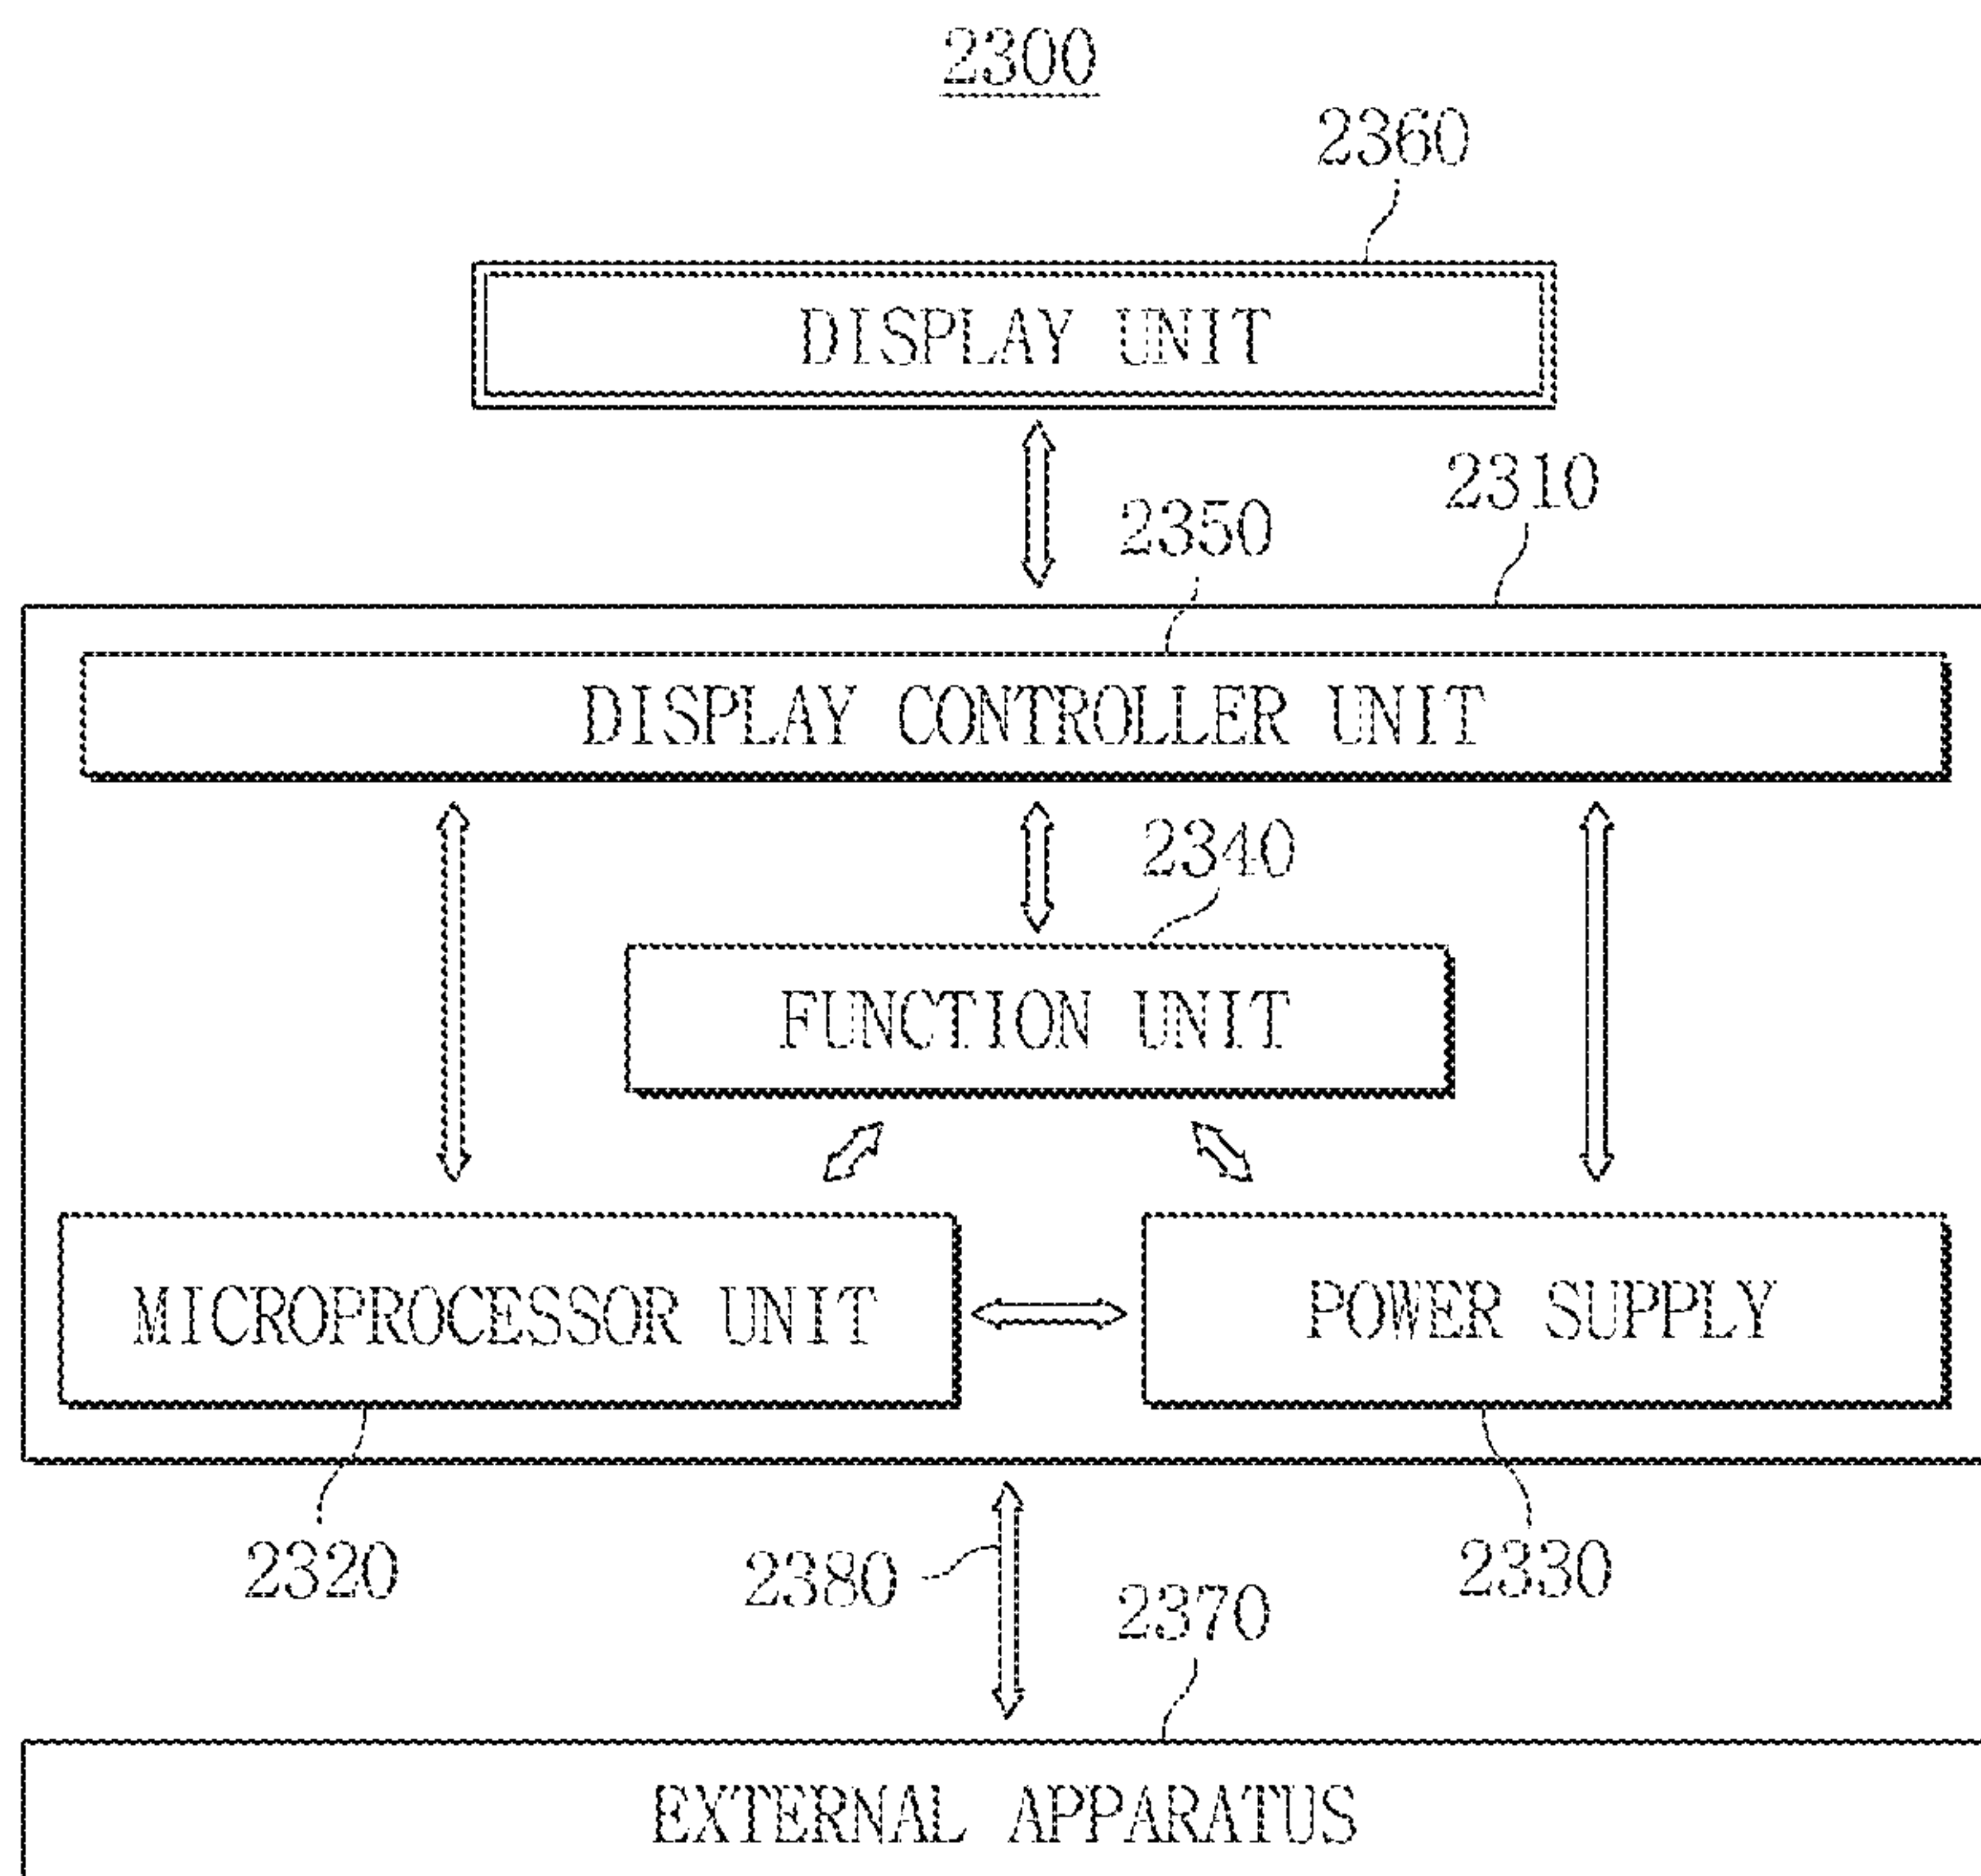 2300
2360
DISPLAY UNIT
2310
2350
DISPLAY CONTROLLER UNIT
2340
FUNCTION UNIT
MICROPROCESSOR UNIT
POWER SUPPLY
2320
2380
2330
2370
EXTERNAL APPARATUS